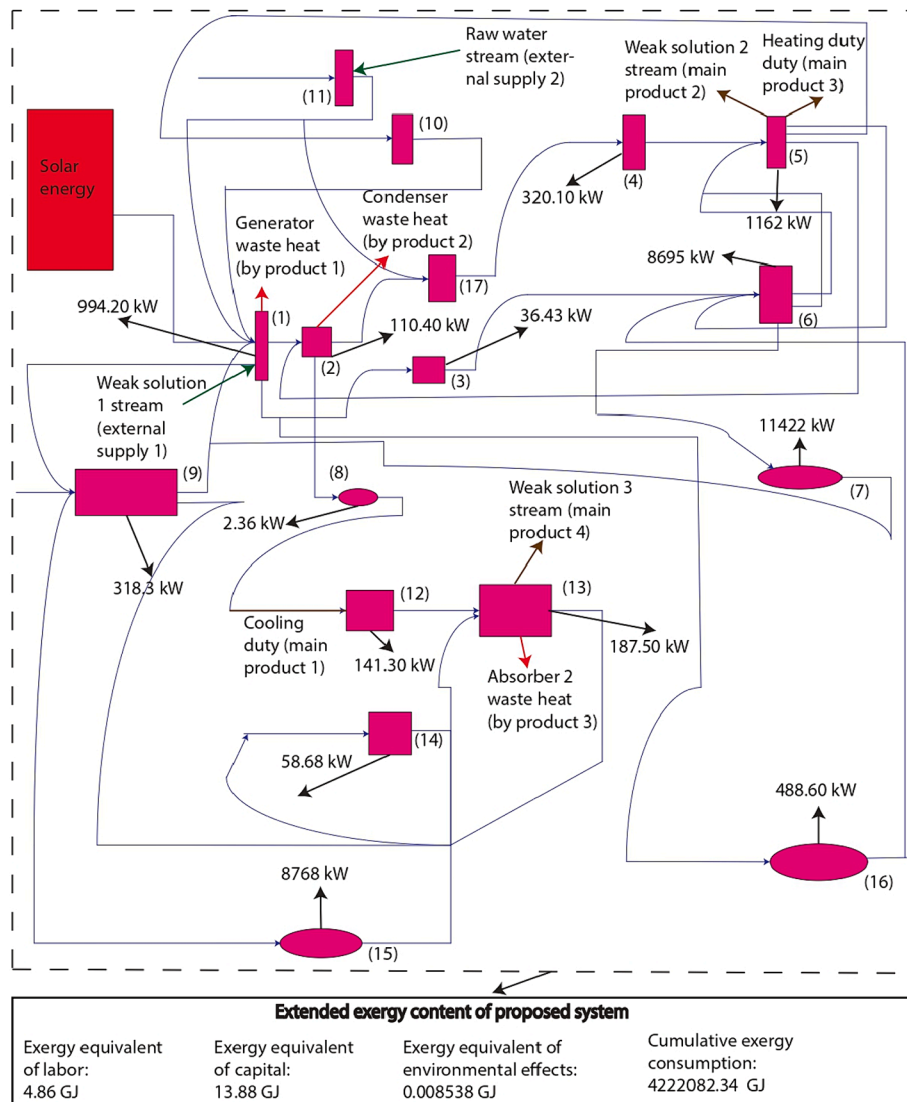 Raw water
stream (exter-
nal supply 2)
(11)
(10)
Weak solution 2
stream (main
product 2)
Heating duty
duty (main
product 3)
(5)
(4)
320.10 kW
1162 kW
Solar
energy
Condenser
waste heat
(by product 2)
Generator
waste heat
(by product 1)
8695 kW
(17)
(6)
994.20 kW
(1)
110.40 kW
36.43 kW
(2)
(3)
Weak solution
1 stream
(external
supply 1)
(9)
11422 kW
(7)
(8)
2.36 kW
318.3 kW
Weak solution 3
stream (main
product 4)
(12)
(13)
Cooling
duty (main
product 1)
141.30 kW
187.50 kW
Absorber 2
waste heat
(by product 3)
(14)
58.68 kW
488.60 kW
(16)
8768 kW
(15)
Extended exergy content of proposed system
Exergy equivalent
of labor:
4.86 GJ
Exergy equivalent
of capital:
13.88 GJ
Exergy equivalent of
environmental effects:
0.008538 GJ
Cumulative exergy
consumption:
4222082.34 GJ